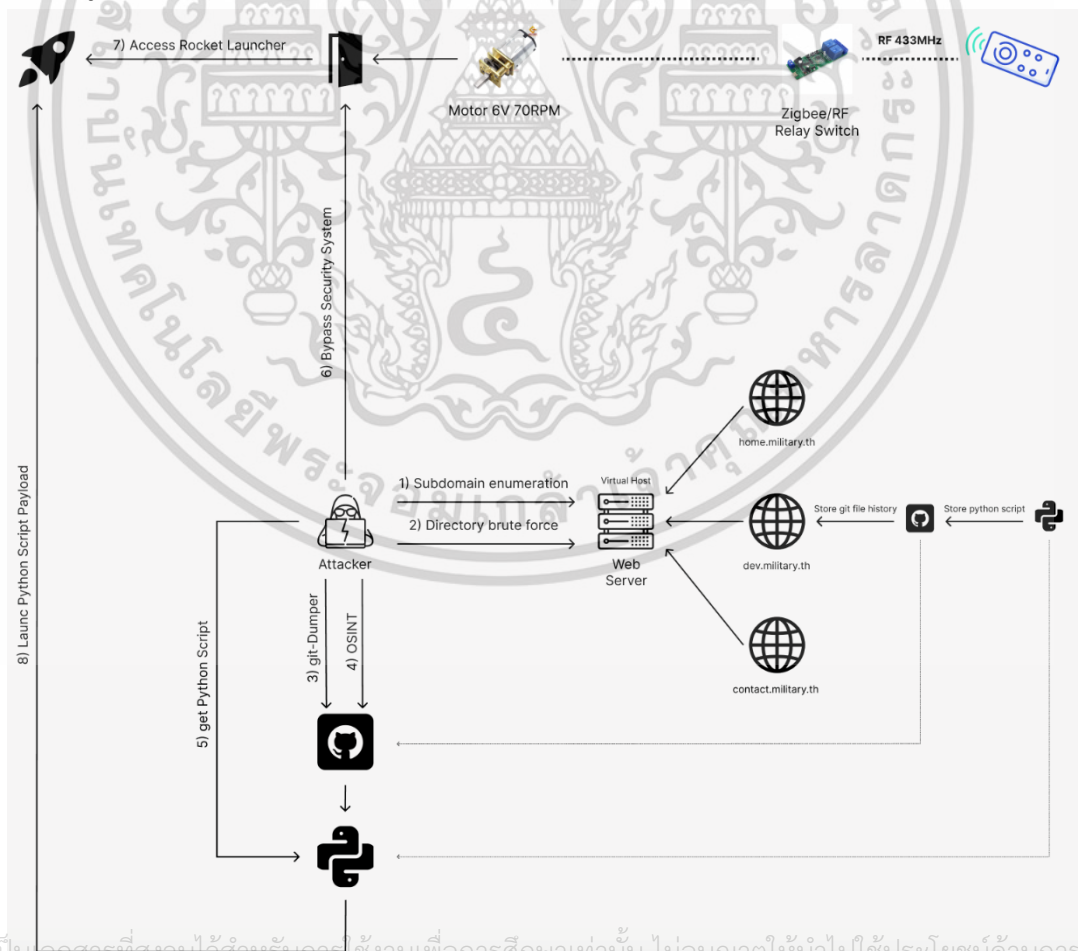 7) Access Rocket Launcher
RF 433MHz
Motor 6V 70RPM
Zigbee/RF
Relay Switch
6) Bypass Security System
8) Launc Python Script Payload
home.military.th
1) Subdomain enumeration
Virtual Host
2) Directory brute force
Store git file history
Store python script
Attacker
Web
Server
dev.military.th
3) git-Dumper
4) OSINT
contact.military.th
5) get Python Script